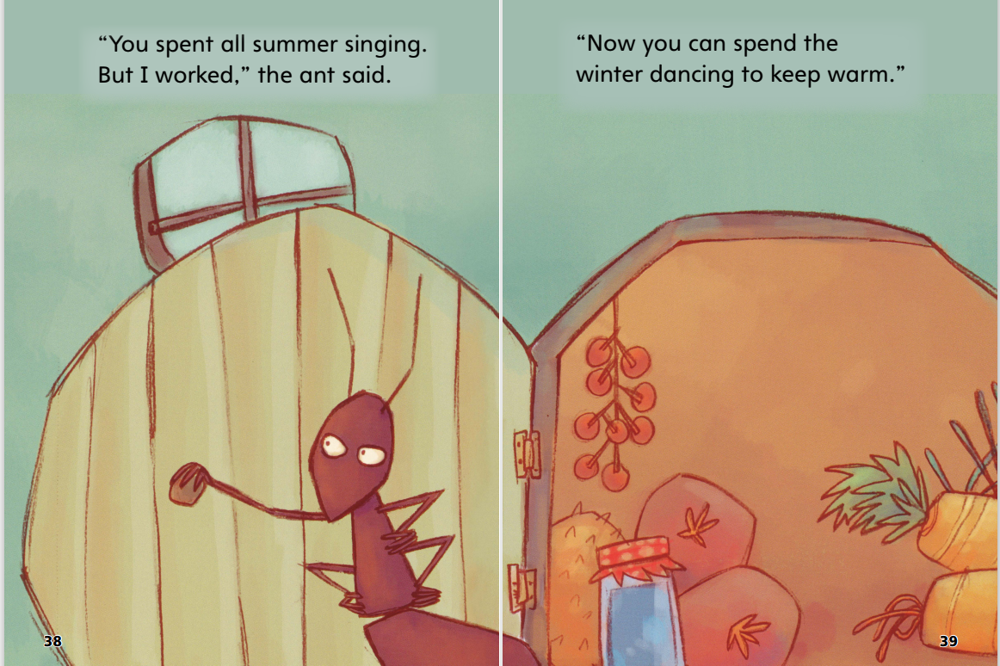 “You spent all summer singing.
But I worked,” the ant said.
38
“Now you can spend the
winter dancing to keep warm.”
39